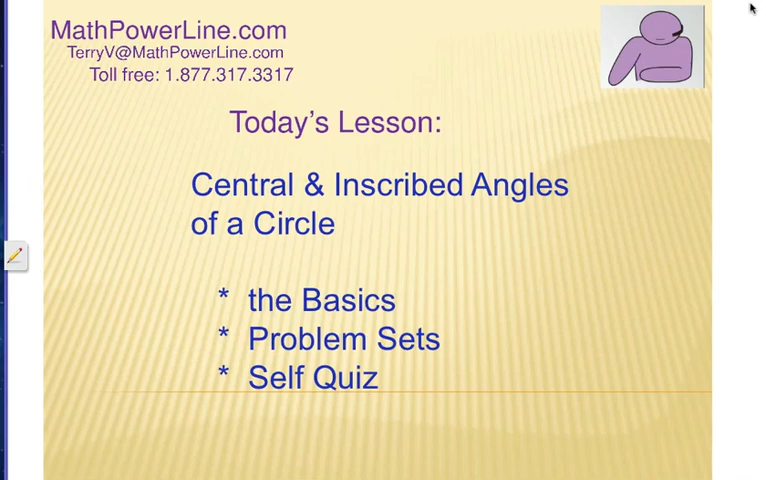 MathPowerLine.com
TerryV@MathPowerLine.com
Toll free: 1.877.317.3317
Today's Lesson:
Central & Inscribed Angles
of a Circle
* the Basics
* Problem Sets
* Self Quiz